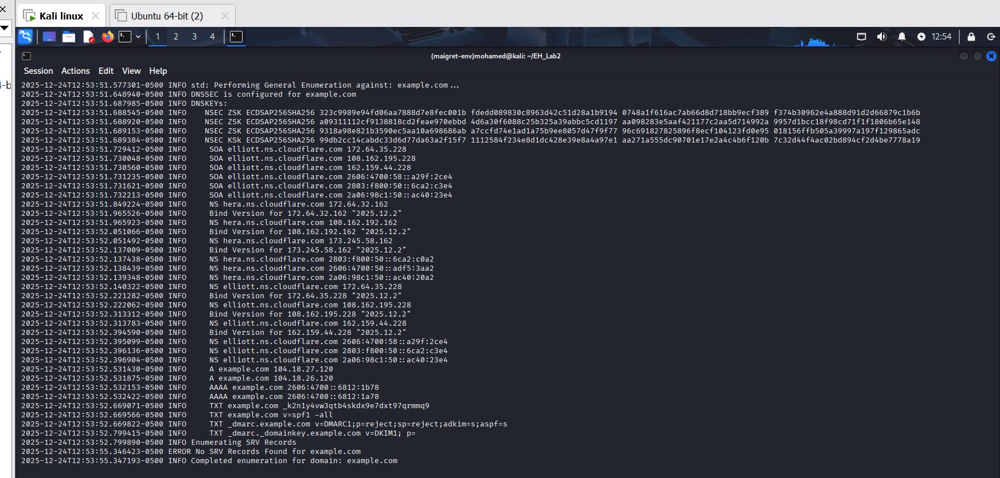 Kali linux
Ubuntu 64-bit (2)
1 2 3 4
12:54
(maigret-env)mohamed@kali: ~/EH_Lab2
Session Actions Edit View Help
4-b
2025-12-24T12:53:51.577301-0500 INFO std: Performing General Enumeration against: example.com...
2025-12-24T12:53:51.648940-0500 INFO DNSSEC is configured for example.com
2025-12-24T12:53:51.687985-0500 INFO DNSKEYs:
2025-12-24T12:53:51.688545-0500 INFO NSEC ZSK ECDSAP256SHA256 323c9989e94fd06aa7888d7e8fec001b fdedd089830c8963d42c51d28a1b9194 0748a1f616ac7ab66d8d718bb9ecf389 f374b30962e4a888d91d2d66879c1b6b
2025-12-24T12:53:51.688920-0500 INFO NSEC ZSK ECDSAP256SHA256 a09311112cf9138818cd2feae970ebbd 4d6a30f6088c25b325a39abbc5cd1197 aa098283e5aaf421177c2aa5d714992a 9957d1bcc18f98cd71f1f1806b65e148
2025-12-24T12:53:51.689153-0500 INFO NSEC ZSK ECDSAP256SHA256 9318a98e821b3590ec5aa10a698686ab a7ccfd74e1ad1a75b9ee8057d47f9f77 96c691827825896f8ecf104123fd0e95 018156ffb505a39997a197f129865adc
2025-12-24T12:53:51.689384-0500 INFO NSEC KSk ECDSAP256SHA256 99db2cc14cabdc33d6d77da63a2f15f7 1112584f234e8d1dc428e39e8a4a97e1 aa271a555dc90701e17e2a4c4b6f120b 7c32d44f4ac02bd894cf2d4be7778a19
2025-12-24T12:53:51.729412-0500 INFO SOA elliott.ns.cloudflare.com 172.64.35.228
2025-12-24T12:53:51.730048-0500 INFO SOA elliott.ns.cloudflare.com 108.162.195.228
2025-12-24T12:53:51.730560-0500 INFO SOA elliott.ns.cloudflare.com 162.159.44.228
2025-12-24T12:53:51.731235-0500 INFO SOA elliott.ns.cloudflare.com 2606:4700:58::a29f:2ce4
2025-12-24T12:53:51.731621-0500 INFO SOA elliott.ns.cloudflare.com 2803:f800:50::6ca2:c3e4
2025-12-24T12:53:51.732213-0500 INFO SOA elliott.ns.cloudflare.com 2a06:98c1:50::ac40:23e4
2025-12-24T12:53:51.849224-0500 INFO NS hera.ns.cloudflare.com 172.64.32.162
2025-12-24T12:53:51.965526-0500 INFO Bind Version for 172.64.32.162 "2025.12.2"
2025-12-24T12:53:51.965923-0500 INFO NS hera.ns.cloudflare.com 108.162.192.162
2025-12-24T12:53:52.051066-0500 INFO Bind Version for 108.162.192.162 "2025.12.2"
2025-12-24T12:53:52.051492-0500 INFO NS hera.ns.cloudflare.com 173.245.58.162
2025-12-24T12:53:52.137009-0500 INFO Bind Version for 173.245.58.162 "2025.12.2"
2025-12-24T12:53:52.137438-0500 INFO NS hera.ns.cloudflare.com 2803:f800:50::6ca2:c0a2
2025-12-24T12:53:52.138439-0500 INFO NS hera.ns.cloudflare.com 2606:4700:50::adf5:3aa2
2025-12-24T12:53:52.139348-0500 INFO NS hera.ns.cloudflare.com 2a06:98c1:50::ac40:20a2
2025-12-24T12:53:52.140322-0500 INFO NS elliott.ns.cloudflare.com 172.64.35.228
2025-12-24T12:53:52.221282-0500 INFO Bind Version for 172.64.35.228 "2025.12.2"
2025-12-24T12:53:52.222062-0500 INFO NS elliott.ns.cloudflare.com 108.162.195.228
2025-12-24T12:53:52.313312-0500 INFO Bind Version for 108.162.195.228 "2025.12.2"
2025-12-24T12:53:52.313783-0500 INFO NS elliott.ns.cloudflare.com 162.159.44.228
2025-12-24T12:53:52.394590-0500 INFO Bind Version for 162.159.44.228 "2025.12.2"
2025-12-24T12:53:52.395099-0500 INFO NS elliott.ns.cloudflare.com 2606:4700:58::a29f:2ce4
2025-12-24T12:53:52.396136-0500 INFO NS elliott.ns.cloudflare.com 2803:f800:50::6ca2:c3e4
2025-12-24T12:53:52.396904-0500 INFO NS elliott.ns.cloudflare.com 2a06:98c1:50::ac40:23e4
2025-12-24T12:53:52.531430-0500 INFO A example.com 104.18.27.120
2025-12-24T12:53:52.531875-0500 INFO A example.com 104.18.26.120
2025-12-24T12:53:52.532153-0500 INFO AAAA example.com 2606:4700::6812:1b78
2025-12-24T12:53:52.532422-0500 INFO AAAA example.com 2606:4700::6812:1a78
2025-12-24T12:53:52.669071-0500 INFO TXT example.com _k2n1y4vw3qtb4skdx9e7dxt97qrmmq9
2025-12-24T12:53:52.669566-0500 INFO TXT example.com v=spf1 -all
2025-12-24T12:53:52.669822-0500 INFO TXT _dmarc.example.com v=DMARC1;p=reject;sp=reject;adkim=s;aspf=s
2025-12-24T12:53:52.799415-0500 INFO TXT _dmarc._domainkey.example.com v=DKIM1; p=
2025-12-24T12:53:52.799890-0500 INFO Enumerating SRV Records
2025-12-24T12:53:55.346423-0500 ERROR No SRV Records Found for example.com
2025-12-24T12:53:55.347193-0500 INFO Completed enumeration for domain: example.com